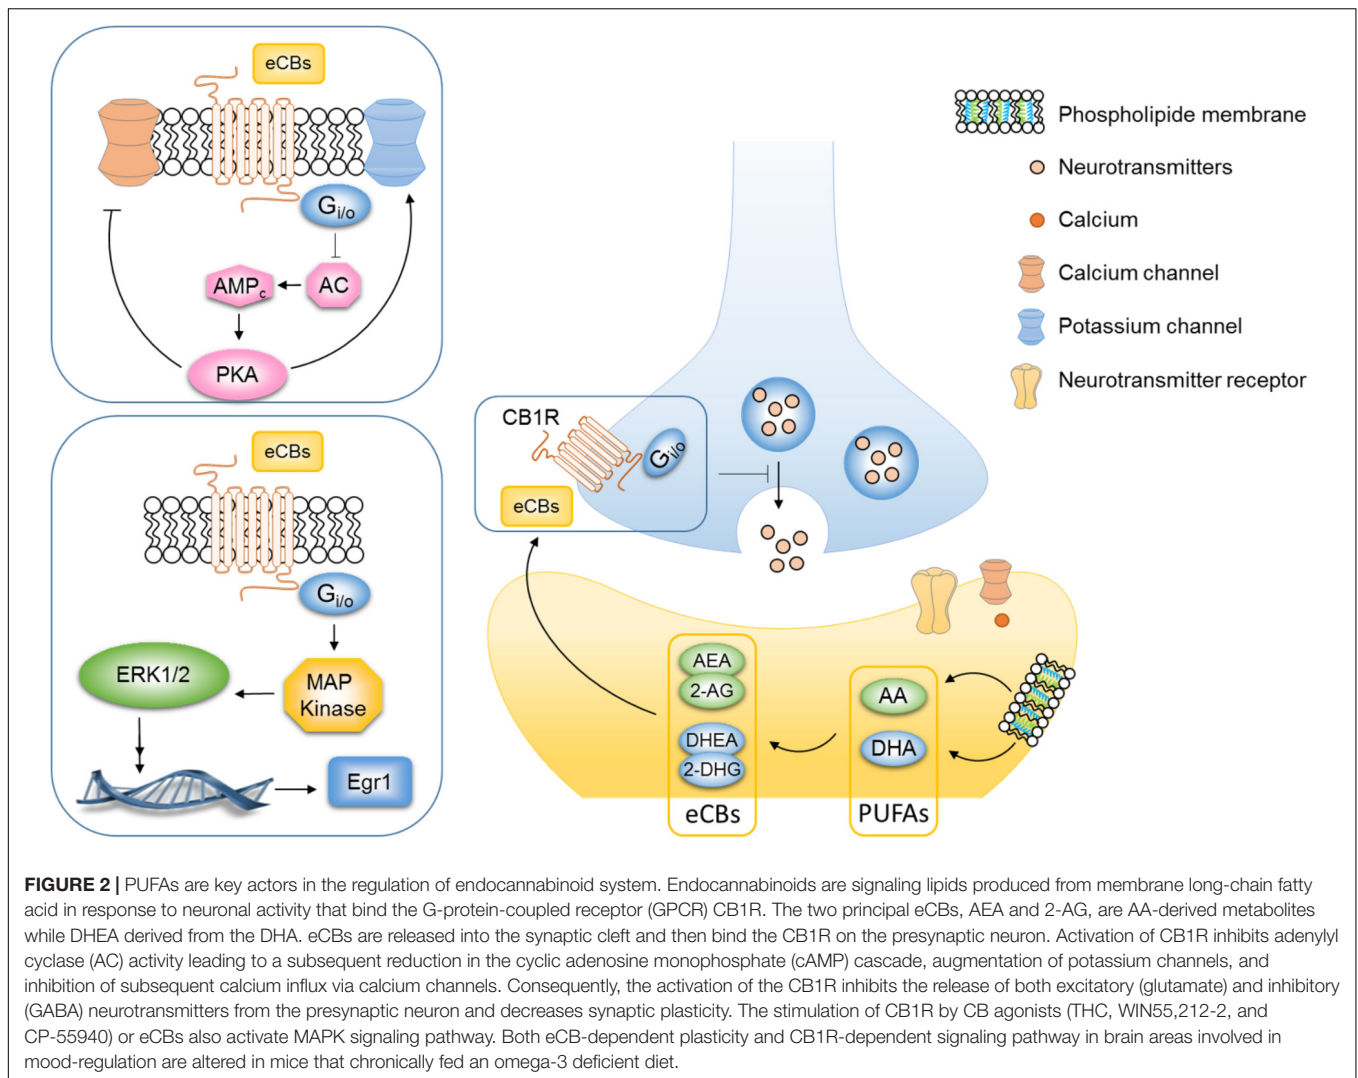 eCBs
Gi/o
AMPc
AC
PKA
eCBs
Gi/o
ERK1/2
MAP
Kinase
Egr1
CB1R
Gi/o
eCBs
AEA
2-AG
DHEA
2-DHG
eCBs
AA
DHA
PUFAs
Phospholipide membrane
Neurotransmitters
Calcium
Calcium channel
Potassium channel
Neurotransmitter receptor
FIGURE 2 | PUFAs are key actors in the regulation of endocannabinoid system. Endocannabinoids are signaling lipids produced from membrane long-chain fatty
acid in response to neuronal activity that bind the G-protein-coupled receptor (GPCR) CB1R. The two principal eCBs, AEA and 2-AG, are AA-derived metabolites
while DHEA derived from the DHA. eCBs are released into the synaptic cleft and then bind the CB1R on the presynaptic neuron. Activation of CB1R inhibits adenylyl
cyclase (AC) activity leading to a subsequent reduction in the cyclic adenosine monophosphate (cAMP) cascade, augmentation of potassium channels, and
inhibition of subsequent calcium influx via calcium channels. Consequently, the activation of the CB1R inhibits the release of both excitatory (glutamate) and inhibitory
(GABA) neurotransmitters from the presynaptic neuron and decreases synaptic plasticity. The stimulation of CB1R by CB agonists (THC, WIN55,212-2, and
CP-55940) or eCBs also activate MAPK signaling pathway. Both eCB-dependent plasticity and CB1R-dependent signaling pathway in brain areas involved in
mood-regulation are altered in mice that chronically fed an omega-3 deficient diet.